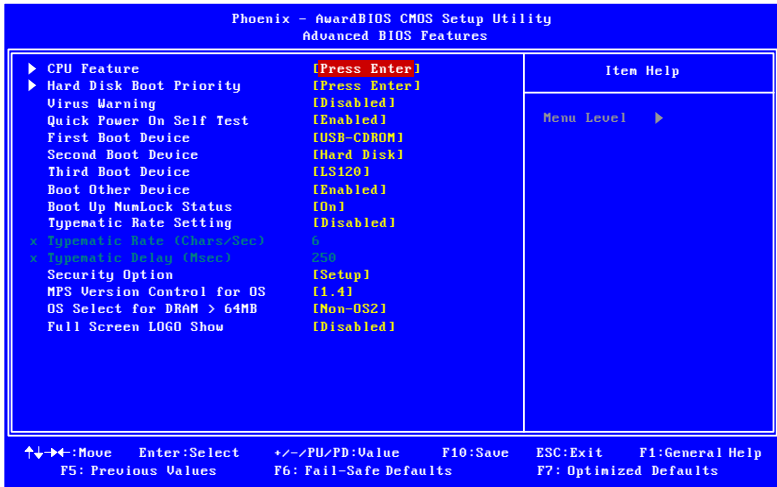 Phoenix - AwardBIOS CMOS Setup Utility
Advanced BIOS Features
CPU Feature [Press Enter]
Item Help
Hard Disk Boot Priority [Press Enter]
Virus Warning [Disabled]
Quick Power On Self Test [Enabled]
Menu Level
First Boot Device [USB-CDROM]
Second Boot Device [Hard Disk]
Third Boot Device [LS120]
Boot Other Device [Enabled]
Boot Up NumLock Status [On]
Typematic Rate Setting [Disabled]
x Typematic Rate (Chars/Sec) 6
x Typematic Delay (Msec) 250
Security Option [Setup]
MPS Version Control for OS [1.4]
OS Select for DRAM > 64MB [Non-OS2]
Full Screen LOGO Show [Disabled]
↑↓→←:Move Enter:Select +/-/PU/PD:Value F10:Save ESC:Exit F1:General Help
F5: Previous Values F6: Fail-Safe Defaults F7: Optimized Defaults